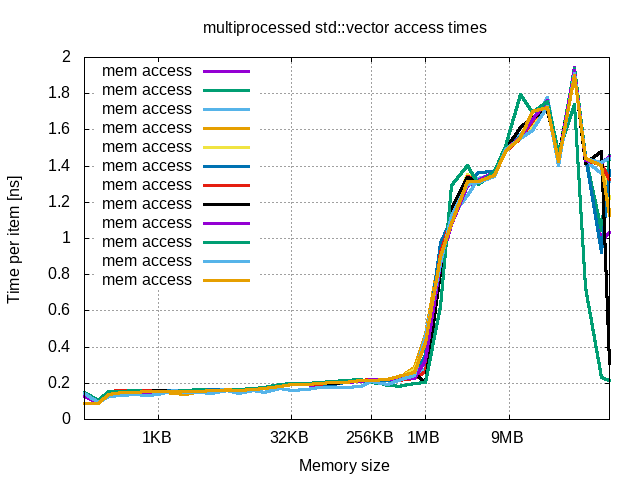 multiprocessed std::vector access times
Time per item [ns]
2
1.8
1.6
1.4
1.2
1
0.8
0.6
0.4
0.2
0
mem access
mem access
mem access
mem access
mem access
mem access
mem access
mem access
mem access
mem access
mem access
mem access
1KB 32KB 256KB 1MB 9MB
Memory size